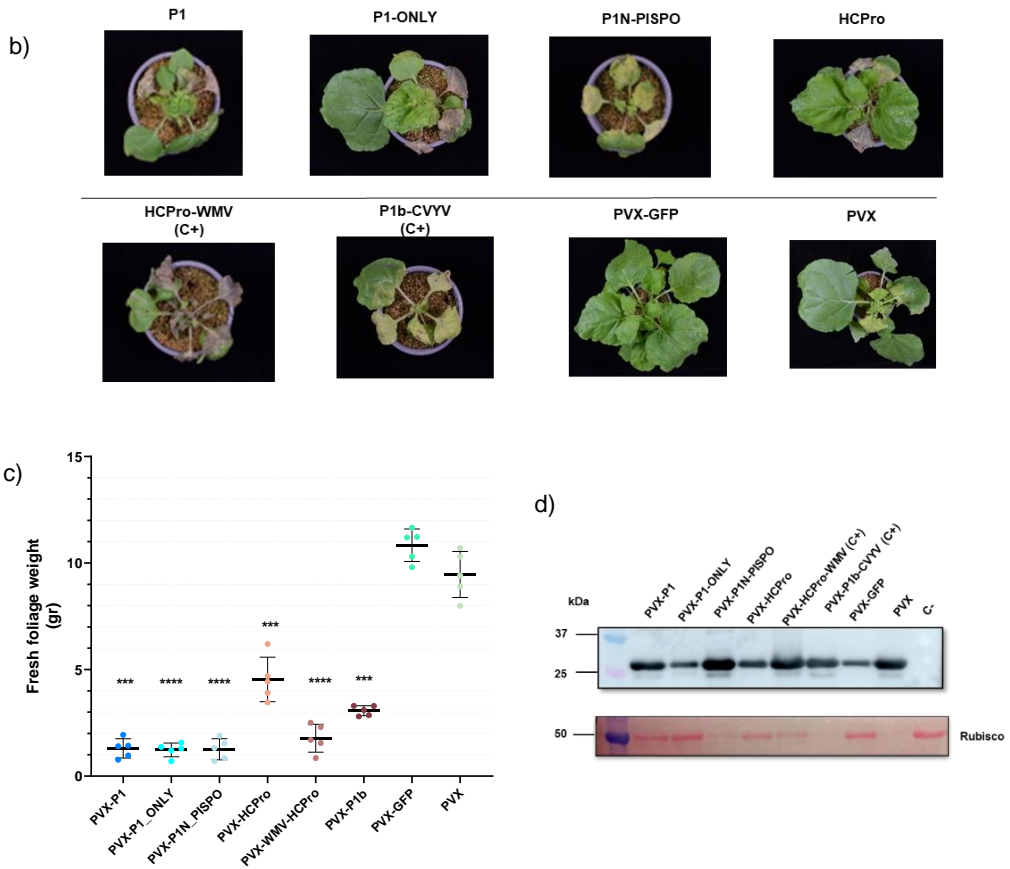 b)
P1
P1-ONLY
P1N-PISPO
HCPro
HCPro-WMV
(C+)
P1b-CVYV
(C+)
PVX-GFP
PVX
c)
Fresh foliage weight
(gr)
15
10
5
0
***
****
****
***
****
***
PVX-P1
PVX-P1_ONLY
PVX-P1N_PISPO
PVX-HCPro
PVX-WMV-HCPro
PVX-P1b
PVX-GFP
PVX
d)
kDa
PVX-P1
PVX-P1-ONLY
PVX-P1N-PISPO
PVX-HCPro
PVX-HCPro-WMV (C+)
PVX-P1b-CVYV (C+)
PVX-GFP
PVX
C-
37
25
50
Rubisco